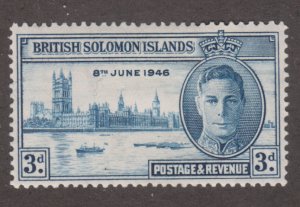 BRITISH SOLOMON ISLANDS
8TH JUNE 1946
3d. 3d.
POSTAGE & REVENUE